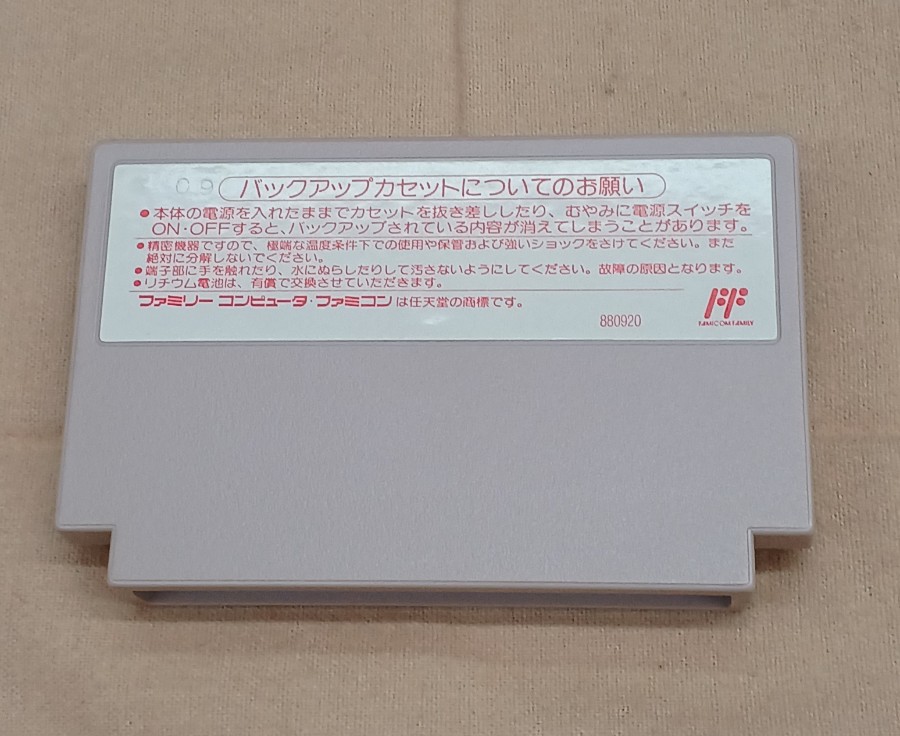 09 バックアップカセットについてのお願い
●本体の電源を入れたままでカセットを抜き差ししたり、むやみに電源スイッチを
ON・OFFすると、バックアップされている内容が消えてしまうことがあります。
●精密機器ですので、極端な温度条件下での使用や保管および強いショックをさけてください。また
絶対に分解しないでください。
●端子部に手を触れたり、水にぬらしたりして汚さないようにしてください。故障の原因となります。
●リチウム電池は、有償で交換させていただきます。
ファミリー コンピュータ・ファミコンは任天堂の商標です。
880920
FAMICOM FAMILY